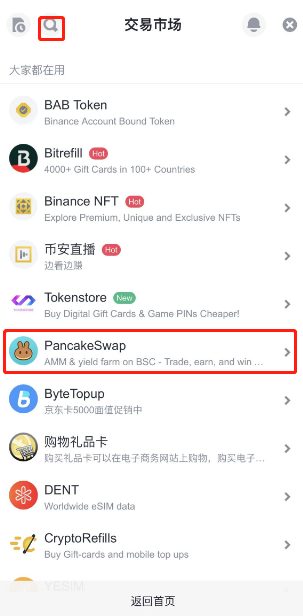 交易市场
大家都在用
BAB Token
Binance Account Bound Token
Bitrefill Hot
4000+ Gift Cards in 100+ Countries
Binance NFT Hot
Explore Premium, Unique and Exclusive NFTs
币安直播 Hot
边看边赚
Tokenstore New
Buy Digital Gift Cards & Game PINs Cheaper!
PancakeSwap
AMM & yield farm on BSC - Trade, earn, and win ...
ByteTopup
京东卡5000面值促销中
购物礼品卡
购买礼品卡可以在电子商务网站上购物，购买电子...
DENT
Worldwide eSIM data
CryptoRefills
Buy Gift-cards and mobile top ups
YESIM
返回首页